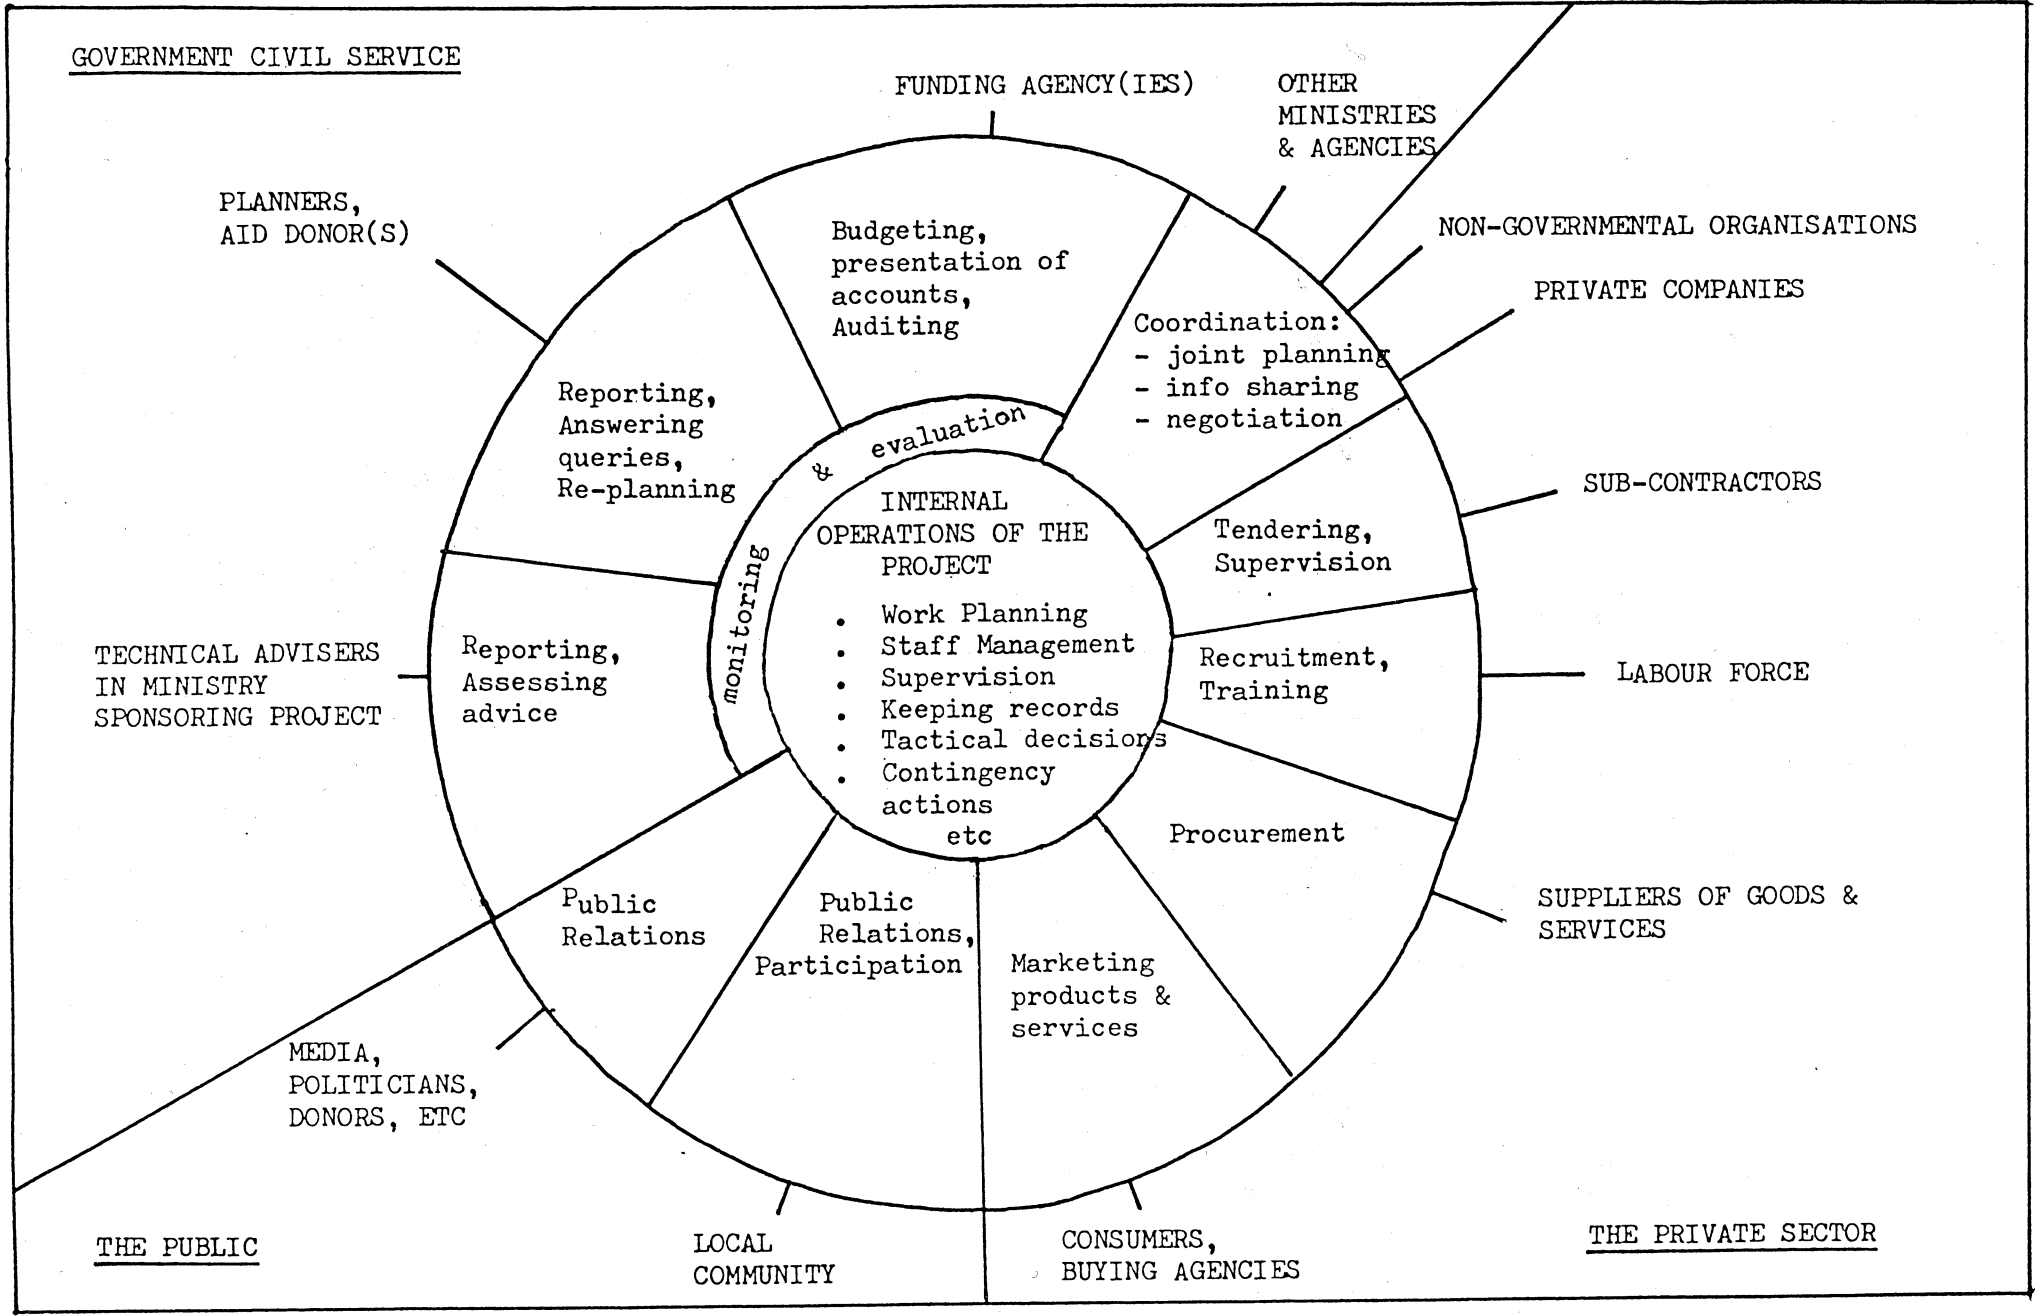 GOVERNMENT CIVIL SERVICE
FUNDING AGENCY(IES)
OTHER
MINISTRIES
& AGENCIES
PLANNERS,
AID DONOR(S)
NON-GOVERNMENTAL ORGANISATIONS
PRIVATE COMPANIES
Budgeting,
presentation of
accounts,
Auditing
Coordination:
- joint planning
- info sharing
- negotiation
Reporting,
Answering
queries,
Re-planning
monitoring & evaluation
SUB-CONTRACTORS
Tendering,
Supervision
INTERNAL
OPERATIONS OF THE
PROJECT
. Work Planning
. Staff Management
. Supervision
. Keeping records
. Tactical decisions
. Contingency
actions
etc
TECHNICAL ADVISERS
IN MINISTRY
SPONSORING PROJECT
Reporting,
Assessing
advice
Recruitment,
Training
LABOUR FORCE
Procurement
SUPPLIERS OF GOODS &
SERVICES
Public
Relations
Public
Relations,
Participation
Marketing
products &
services
MEDIA,
POLITICIANS,
DONORS, ETC
THE PUBLIC
LOCAL
COMMUNITY
CONSUMERS,
BUYING AGENCIES
THE PRIVATE SECTOR